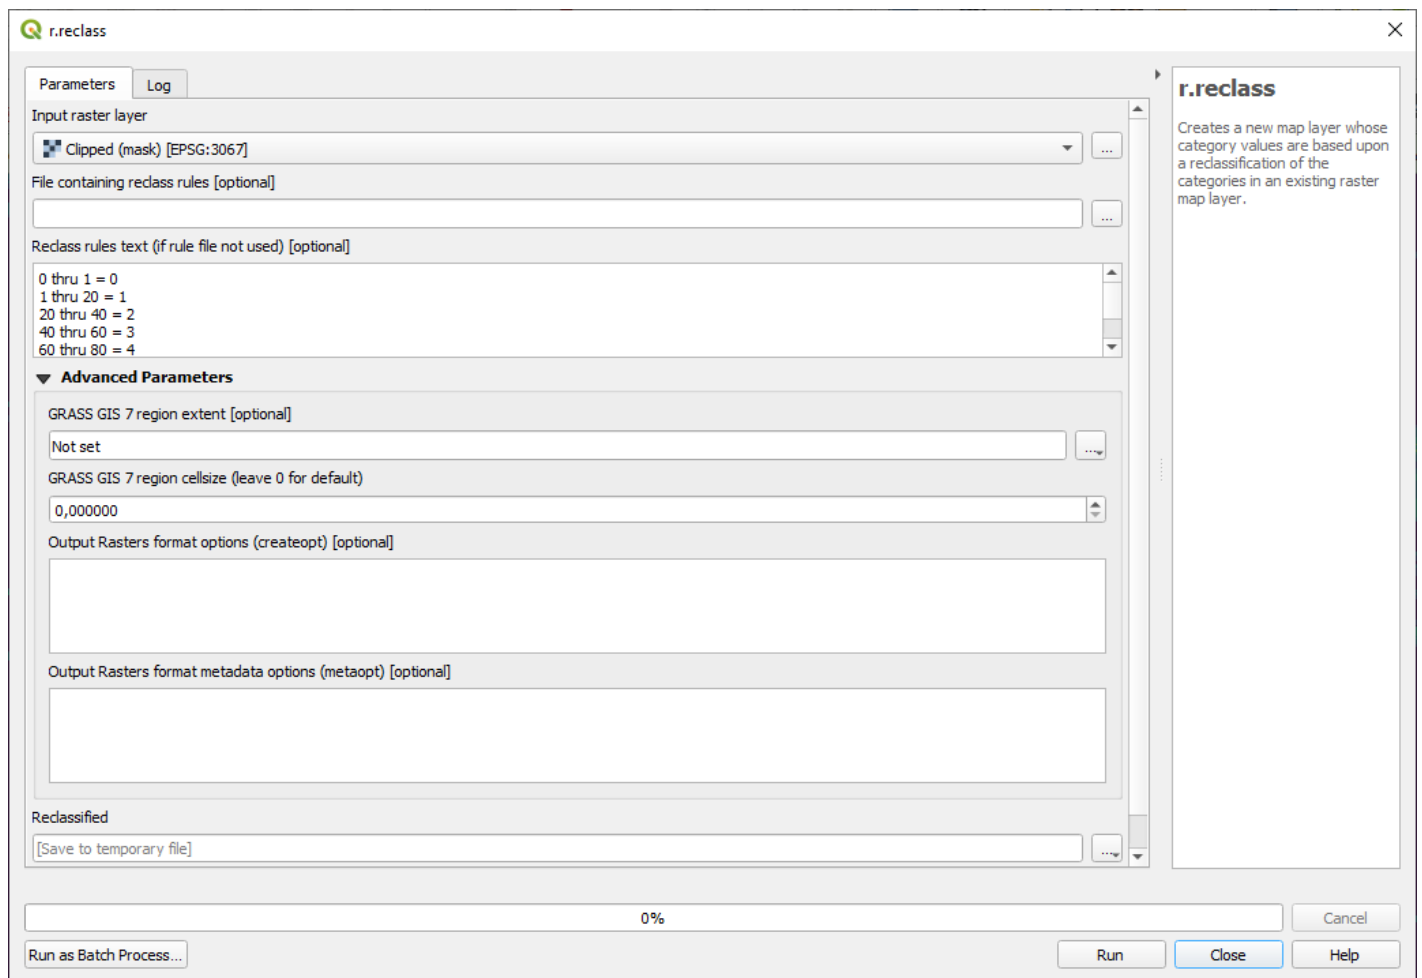 r.reclass
Parameters
Log
Input raster layer
Clipped (mask) [EPSG:3067]
...
File containing reclass rules [optional]
...
Reclass rules text (if rule file not used) [optional]
0 thru 1 = 0
1 thru 20 = 1
20 thru 40 = 2
40 thru 60 = 3
60 thru 80 = 4
Advanced Parameters
GRASS GIS 7 region extent [optional]
Not set
...
GRASS GIS 7 region cellsize (leave 0 for default)
0,000000
Output Rasters format options (createopt) [optional]
Output Rasters format metadata options (metaopt) [optional]
Reclassified
[Save to temporary file]
...
r.reclass
Creates a new map layer whose
category values are based upon
a reclassification of the
categories in an existing raster
map layer.
0%
Cancel
Run as Batch Process...
Run
Close
Help